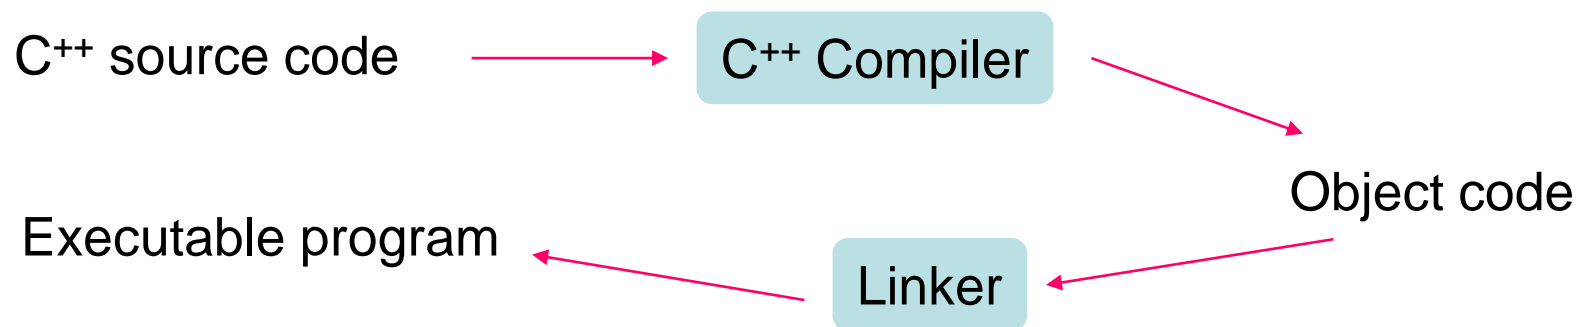 C++ source code
C++ Compiler
Object code
Linker
Executable program